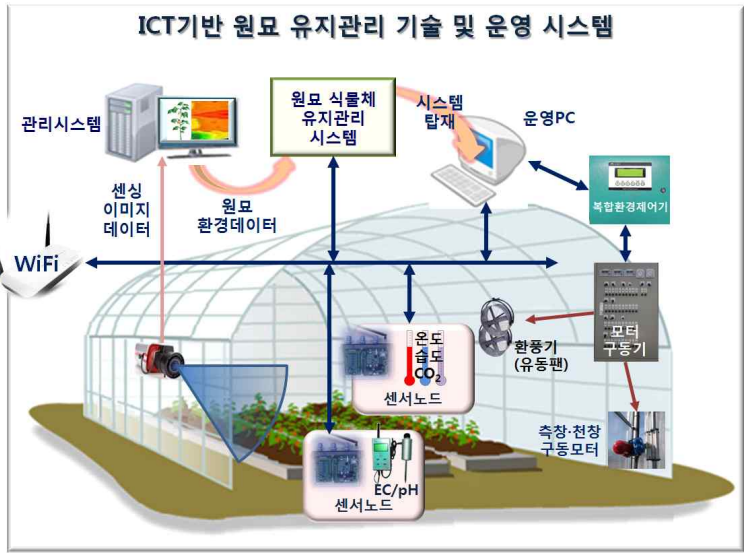 ICT기반 원묘 유지관리 기술 및 운영 시스템
관리시스템
원묘 식물체
유지관리
시스템
시스템
탑재
운영PC
복합환경제어기
센싱
이미지
데이터
원묘
환경데이터
WiFi
모터
구동기
환풍기
(유동팬)
온도
습도
CO2
센서노드
측창·천창
구동모터
EC/pH
센서노드